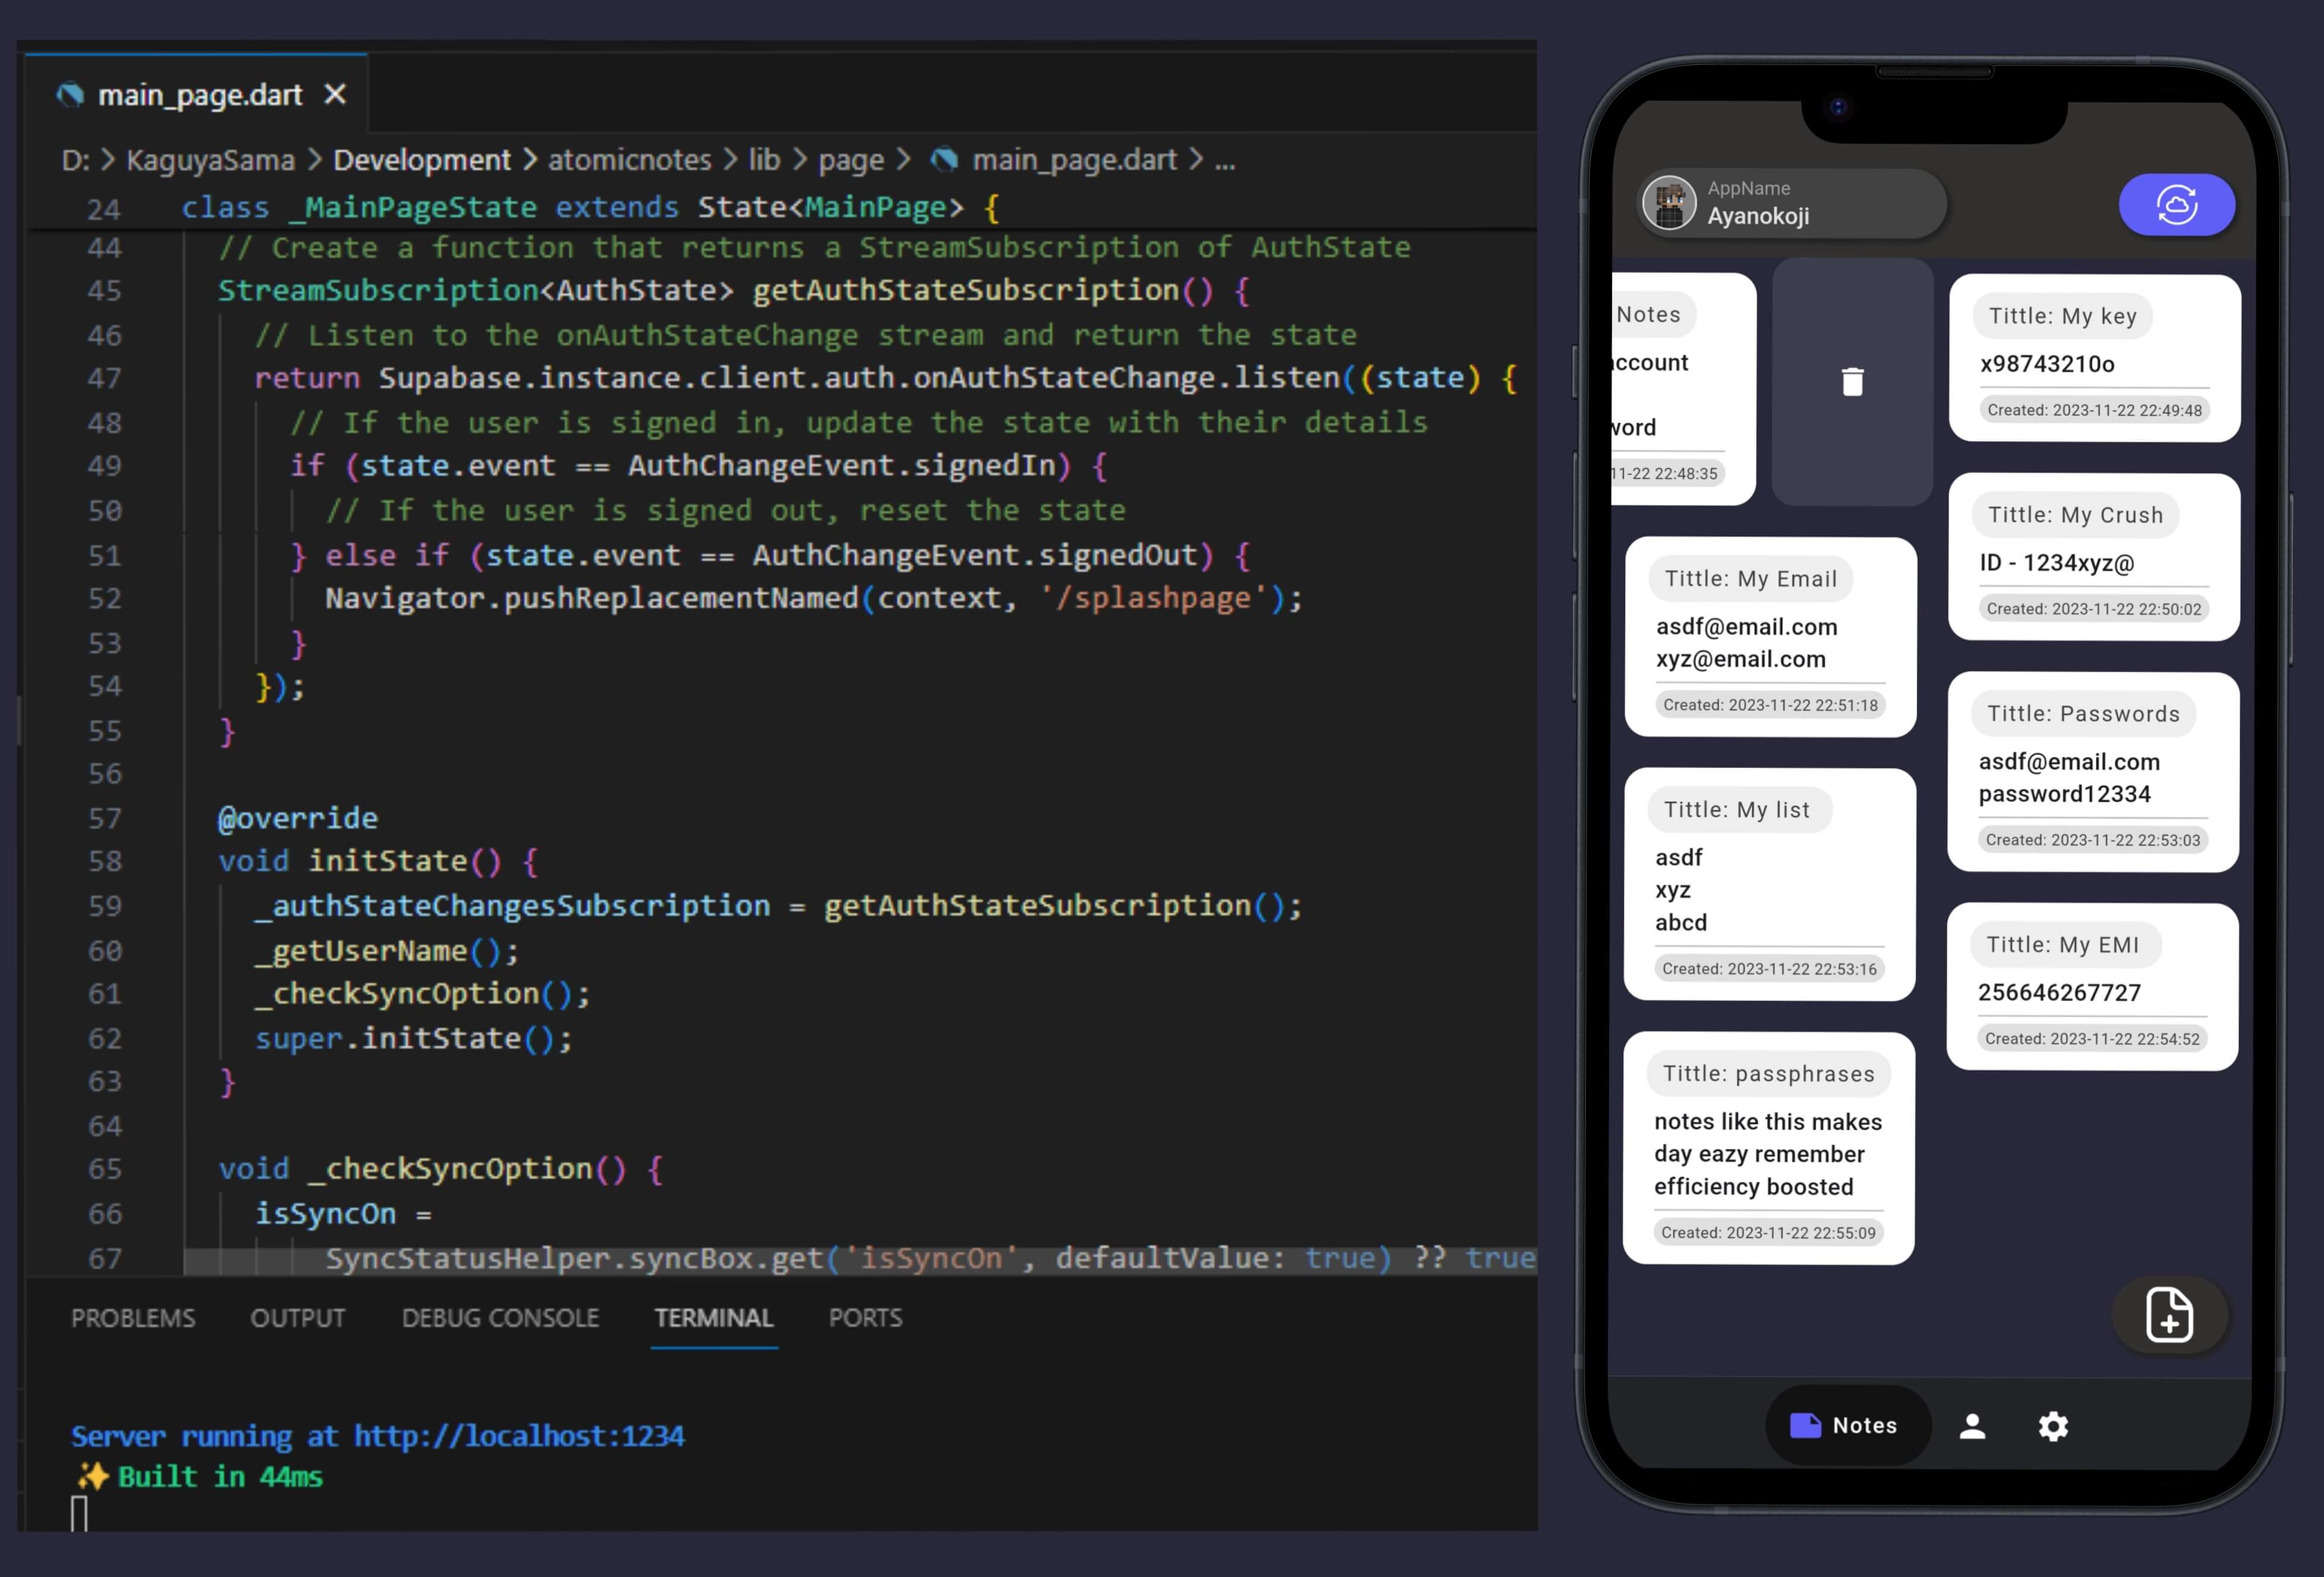 main_page.dart
D: > KaguyaSama > Development > atomicnotes > lib > page > main_page.dart > ...
24 class _MainPageState extends State<MainPage> {
44 // Create a function that returns a StreamSubscription of AuthState
45 StreamSubscription<AuthState> getAuthStateSubscription() {
46 // Listen to the onAuthStateChange stream and return the state
47 return Supabase.instance.client.auth.onAuthStateChange.listen((state) {
48 // If the user is signed in, update the state with their details
49 if (state.event == AuthChangeEvent.signedIn) {
50 // If the user is signed out, reset the state
51 } else if (state.event == AuthChangeEvent.signedOut) {
52 Navigator.pushReplacementNamed(context, '/splashpage');
53 }
54 });
55 }
56
57 @override
58 void initState() {
59 _authStateChangesSubscription = getAuthStateSubscription();
60 _getUserName();
61 _checkSyncOption();
62 super.initState();
63 }
64
65 void _checkSyncOption() {
66 isSyncOn =
67 SyncStatusHelper.syncBox.get('isSyncOn', defaultValue: true) ?? true
PROBLEMS OUTPUT DEBUG CONSOLE TERMINAL PORTS
Server running at http://localhost:1234
✨ Built in 44ms
AppName
Ayanokoji
Notes
ccount
word
11-22 22:48:35
Tittle: My Email
asdf@email.com
xyz@email.com
Created: 2023-11-22 22:51:18
Tittle: My list
asdf
xyz
abcd
Created: 2023-11-22 22:53:16
Tittle: passphrases
notes like this makes
day eazy remember
efficiency boosted
Created: 2023-11-22 22:55:09
Tittle: My key
x98743210o
Created: 2023-11-22 22:49:48
Tittle: My Crush
ID - 1234xyz@
Created: 2023-11-22 22:50:02
Tittle: Passwords
asdf@email.com
password12334
Created: 2023-11-22 22:53:03
Tittle: My EMI
256646267727
Created: 2023-11-22 22:54:52
Notes